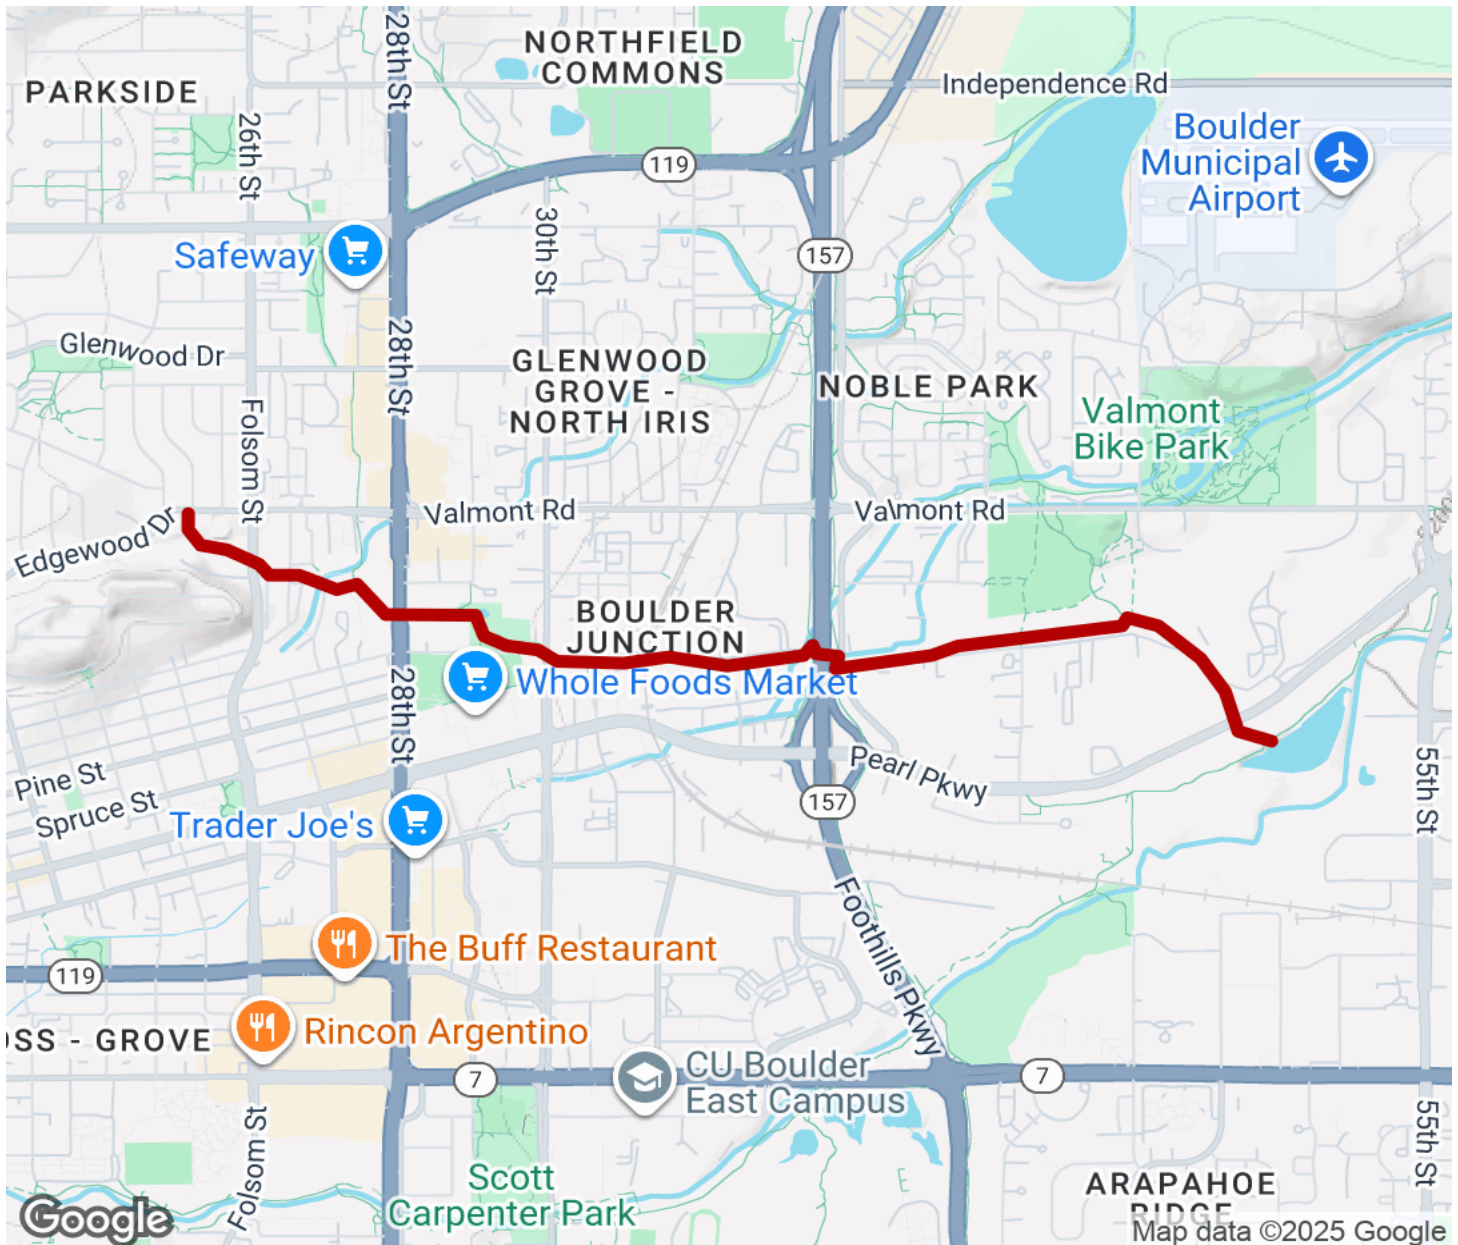 28th St
NORTHFIELD
COMMONS
PARKSIDE
Independence Rd
26th St
Boulder
Municipal
Airport
119
30th St
Safeway
157
28th St
Glenwood Dr
GLENWOOD
GROVE -
NORTH IRIS
NOBLE PARK
Valmont
Bike Park
Folsom St
Valmont Rd
Valmont Rd
Edgewood Dr
BOULDER
JUNCTION
28th St
Whole Foods Market
Pine St
Spruce St
Pearl Pkwy
157
55th St
Trader Joe's
Foothills Pkwy
The Buff Restaurant
119
Rincon Argentino
OSS - GROVE
CU Boulder
East Campus
7
7
Folsom St
55th St
Scott
Carpenter Park
ARAPAHOE
RIDGE
Google
Map data ©2025 Google